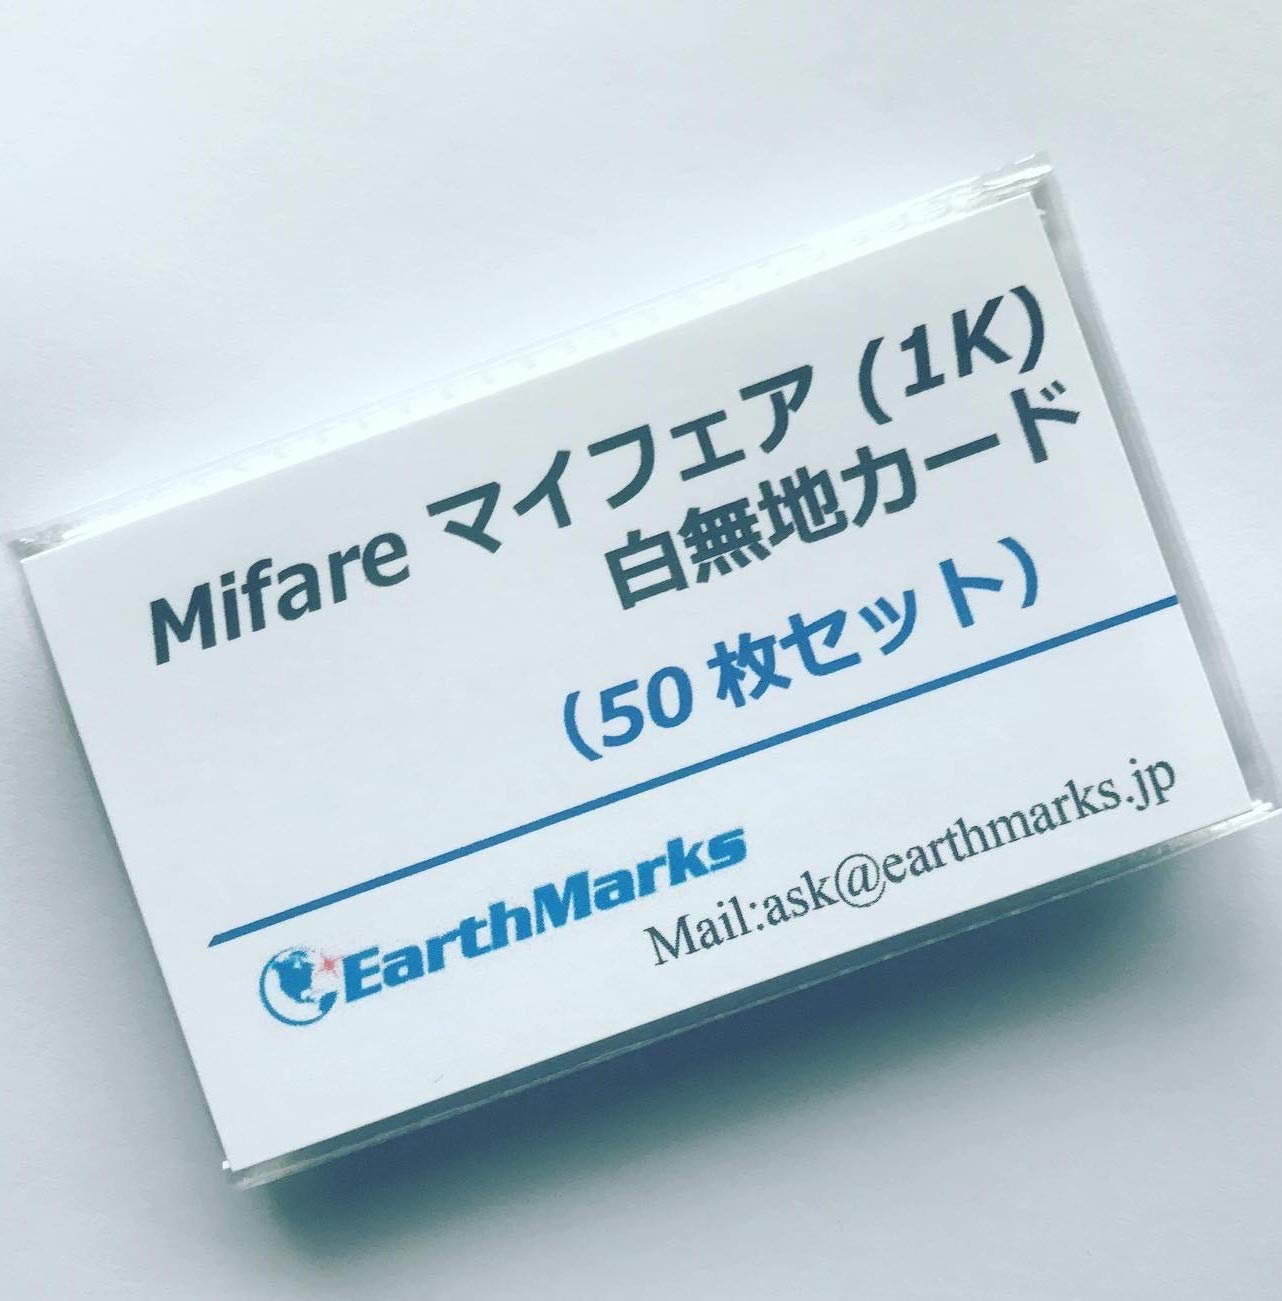 Mifare マイフェア (1K)
白無地カード
(50 枚セット)
EarthMarks
Mail:ask@earthmarks.jp